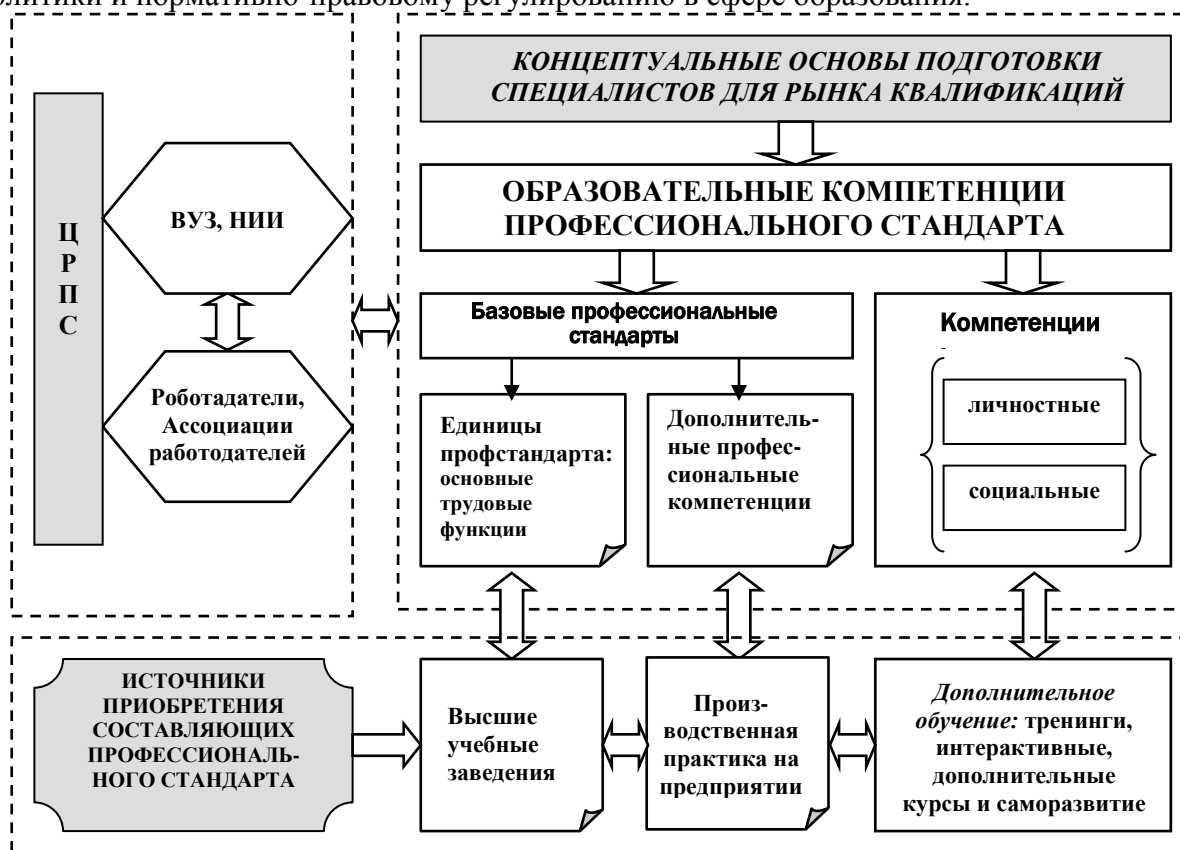 олитики и нормативно-правовому регулированию в сфере образования.
КОНЦЕПТУАЛЬНЫЕ ОСНОВЫ ПОДГОТОВКИ
СПЕЦИАЛИСТОВ ДЛЯ РЫНКА КВАЛИФИКАЦИЙ
ОБРАЗОВАТЕЛЬНЫЕ КОМПЕТЕНЦИИ
ПРОФЕССИОНАЛЬНОГО СТАНДАРТА
Ц
Р
П
С
ВУЗ, НИИ
Роботадатели,
Ассоциации
работодателей
Базовые профессиональные
стандарты
Компетенции
личностные
социальные
Единицы
профстандарта:
основные
трудовые
функции
Дополнитель-
ные профес-
сиональные
компетенции
ИСТОЧНИКИ
ПРИОБРЕТЕНИЯ
СОСТАВЛЯЮЩИХ
ПРОФЕССИОНАЛЬ-
НОГО СТАНДАРТА
Высшие
учебные
заведения
Произ-
водственная
практика на
предприятии
Дополнительное
обучение: тренинги,
интерактивные,
дополнительные
курсы и саморазвитие